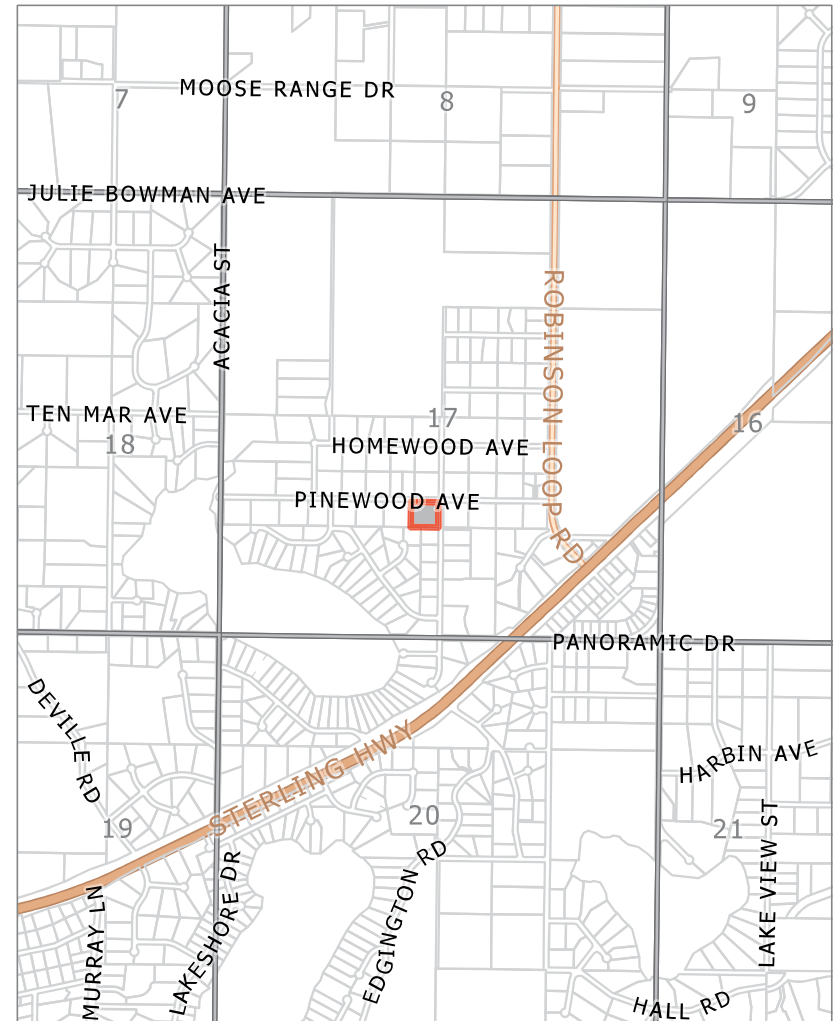 MOOSE RANGE DR
7
8
9
JULIE BOWMAN AVE
ACACIA ST
ROBINSON LOOP RD
TEN MAR AVE
17
16
18
HOMEWOOD AVE
PINEWOOD AVE
PANORAMIC DR
DEVILLE RD
STERLING HWY
HARBIN AVE
19
20
21
LAKE VIEW ST
MURRAY LN
LAKESHORE DR
EDGINGTON RD
HALL RD